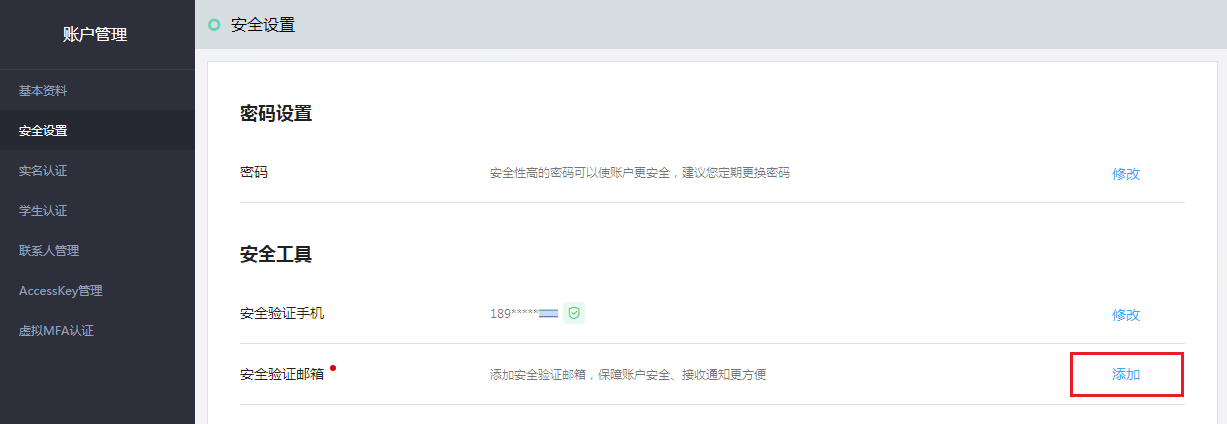 账户管理
基本资料
安全设置
实名认证
学生认证
联系人管理
AccessKey管理
虚拟MFA认证
安全设置
密码设置
密码 安全性高的密码可以使账户更安全，建议您定期更换密码 修改
安全工具
安全验证手机 189***** 修改
安全验证邮箱 添加安全验证邮箱，保障账户安全、接收通知更方便 添加